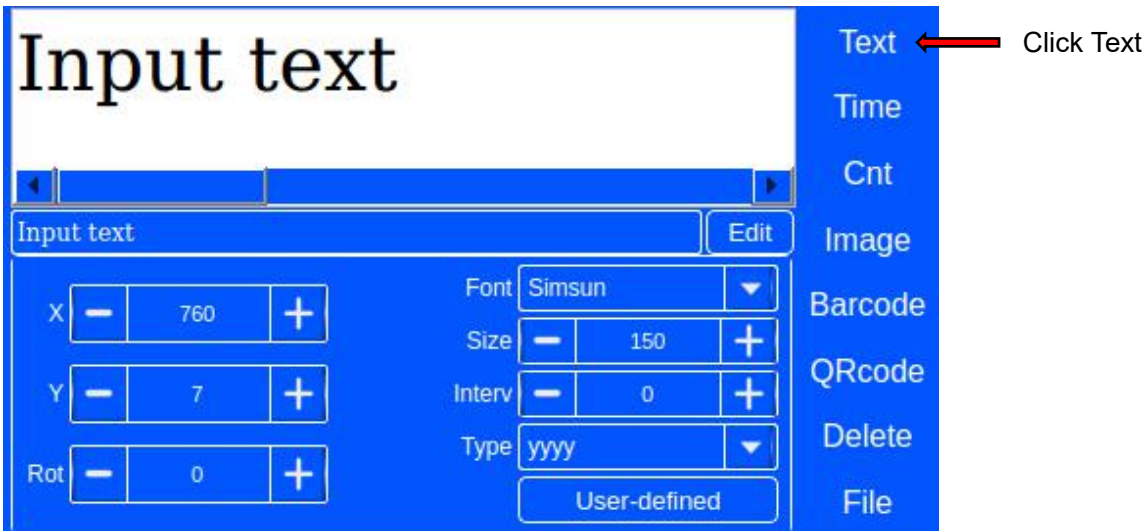 Input text
Input text
Edit
X
760
Y
7
Rot
0
Font
Simsun
Size
150
Interv
0
Type
yyyy
User-defined
Text
Time
Cnt
Image
Barcode
QRcode
Delete
File
Click Text